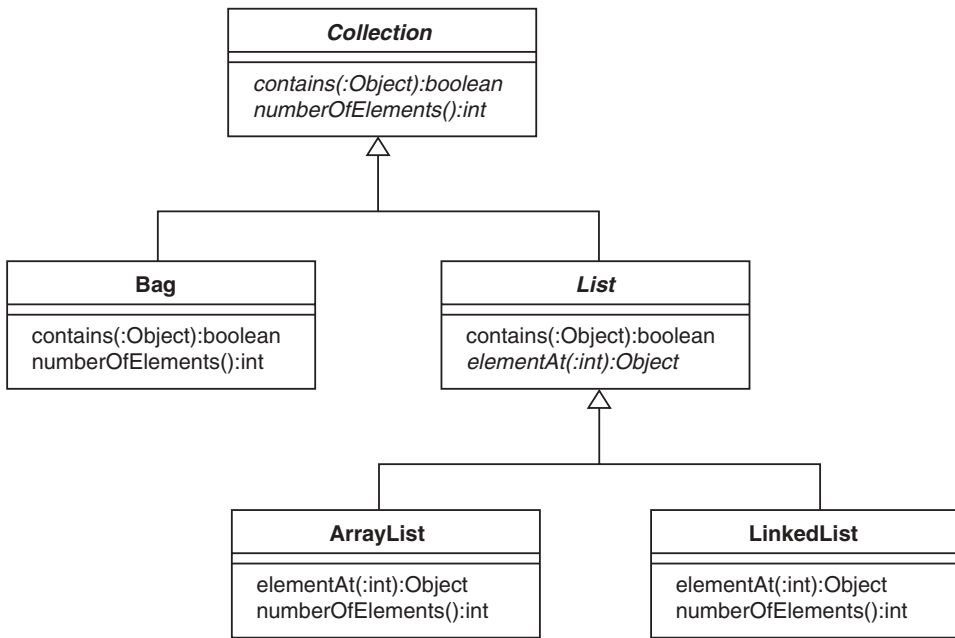 Collection
contains(:Object):boolean
numberOfElements():int
Bag
contains(:Object):boolean
numberOfElements():int
List
contains(:Object):boolean
elementAt(:int):Object
ArrayList
elementAt(:int):Object
numberOfElements():int
LinkedList
elementAt(:int):Object
numberOfElements():int